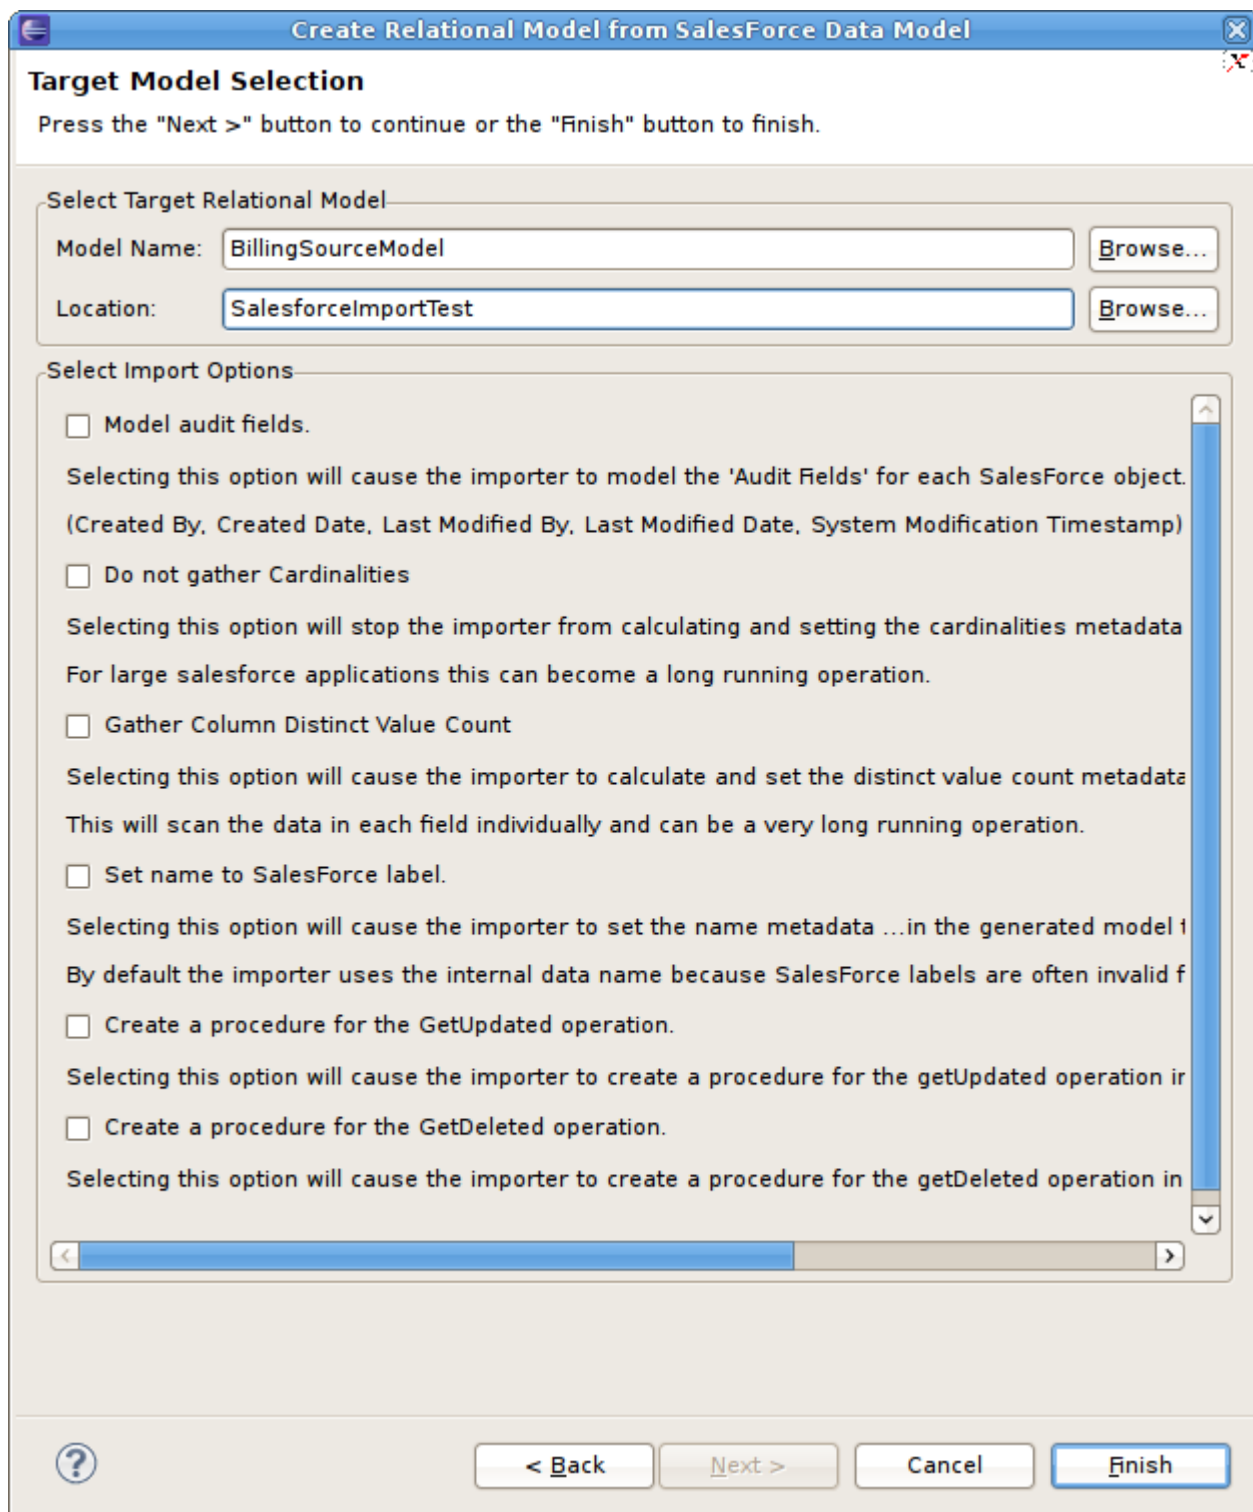 Create Relational Model from SalesForce Data Model
Target Model Selection
Press the "Next >" button to continue or the "Finish" button to finish.
Select Target Relational Model
Model Name: BillingSourceModel Browse...
Location: SalesforceImportTest Browse...
Select Import Options
Model audit fields.
Selecting this option will cause the importer to model the 'Audit Fields' for each SalesForce object.
(Created By, Created Date, Last Modified By, Last Modified Date, System Modification Timestamp)
Do not gather Cardinalities
Selecting this option will stop the importer from calculating and setting the cardinalities metadata
For large salesforce applications this can become a long running operation.
Gather Column Distinct Value Count
Selecting this option will cause the importer to calculate and set the distinct value count metadata
This will scan the data in each field individually and can be a very long running operation.
Set name to SalesForce label.
Selecting this option will cause the importer to set the name metadata ...in the generated model
By default the importer uses the internal data name because SalesForce labels are often invalid
Create a procedure for the GetUpdated operation.
Selecting this option will cause the importer to create a procedure for the getUpdated operation
Create a procedure for the GetDeleted operation.
Selecting this option will cause the importer to create a procedure for the getDeleted operation in
< Back Next > Cancel Finish